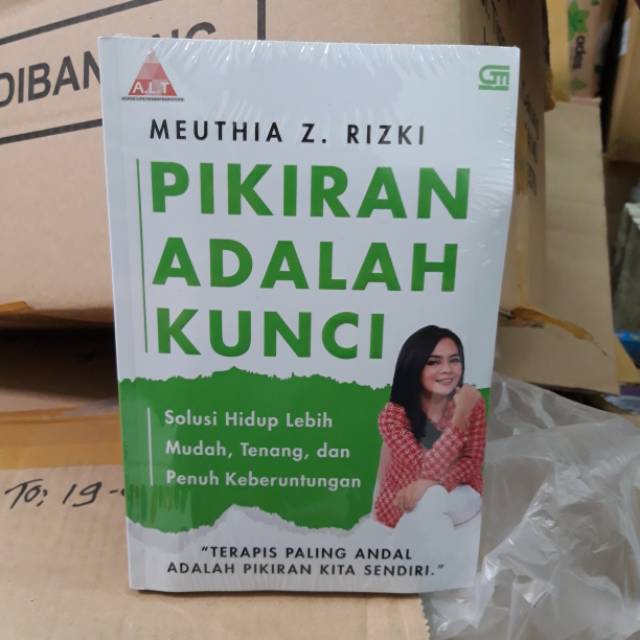 DIBAN
A.L.T
GM
MEUTHIA Z. RIZKI
PIKIRAN
ADALAH
KUNCI
Solusi Hidup Lebih
Mudah, Tenang, dan
Penuh Keberuntungan
To: 19-
"TERAPIS PALING ANDAL
ADALAH PIKIRAN KITA SENDIRI."